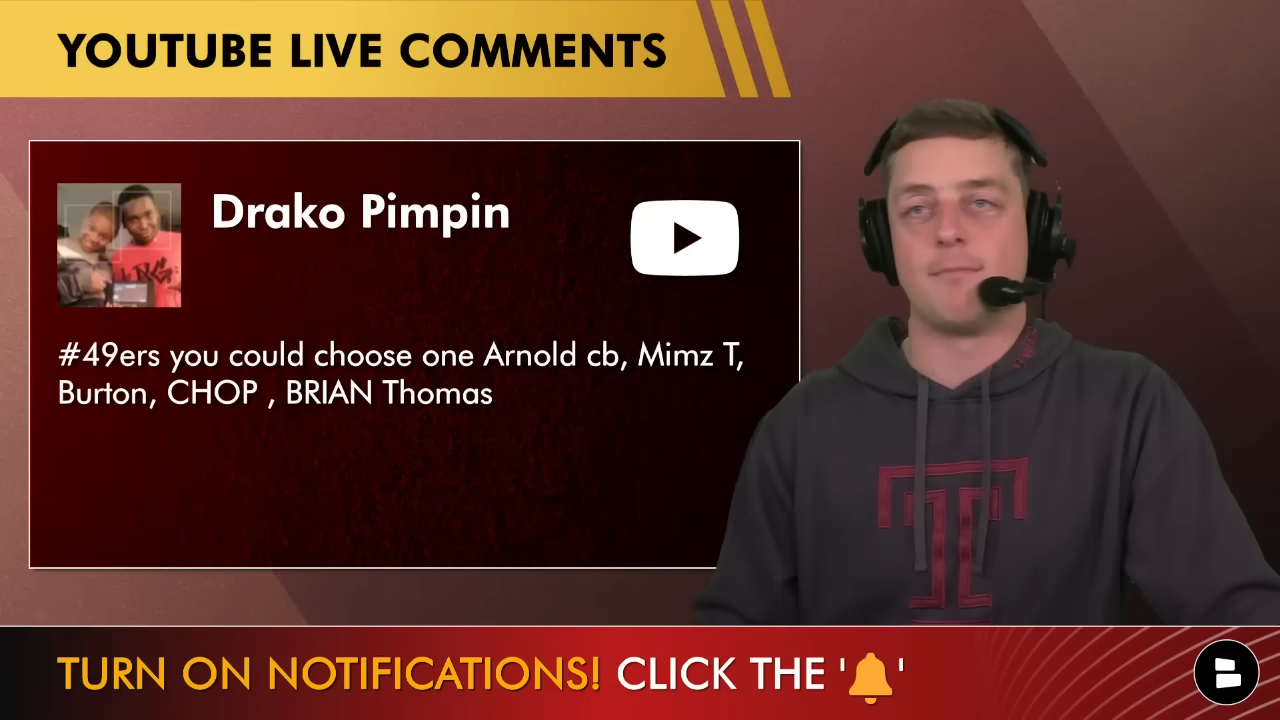 YOUTUBE LIVE COMMENTS
Drako Pimpin
#49ers you could choose one Arnold cb, Mimz T,
Burton, CHOP , BRIAN Thomas
TURN ON NOTIFICATIONS! CLICK THE ' '